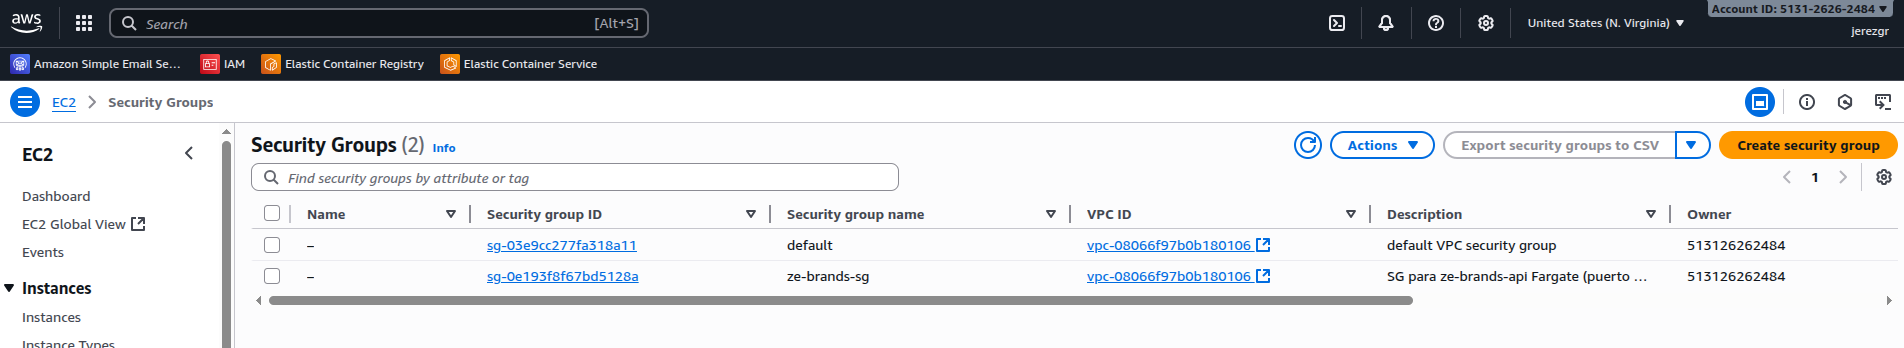 aws
Search [Alt+S]
United States (N. Virginia)
Account ID: 5131-2626-2484
jerezgr
Amazon Simple Email Se... IAM Elastic Container Registry Elastic Container Service
EC2 Security Groups
EC2
Dashboard
EC2 Global View
Events
Instances
Instances
Instance Types
Security Groups (2) Info
Actions Export security groups to CSV Create security group
Find security groups by attribute or tag
1
Name Security group ID Security group name VPC ID Description Owner
– sg-03e9cc277fa318a11 default vpc-08066f97b0b180106 default VPC security group 513126262484
– sg-0e193f8f67bd5128a ze-brands-sg vpc-08066f97b0b180106 SG para ze-brands-api Fargate (puerto ... 513126262484